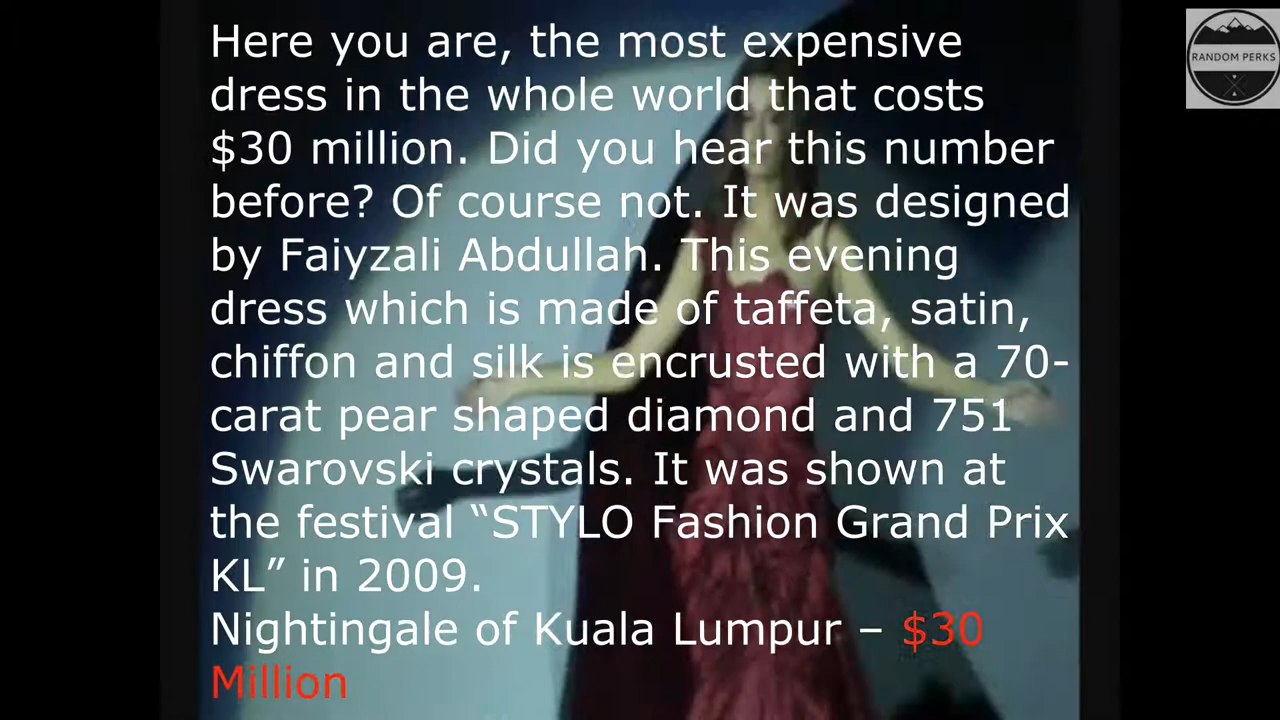 Here you are, the most expensive
dress in the whole world that costs
$30 million. Did you hear this number
before? Of course not. It was designed
by Faiyzali Abdullah. This evening
dress which is made of taffeta, satin,
chiffon and silk is encrusted with a 70-
carat pear shaped diamond and 751
Swarovski crystals. It was shown at
the festival “STYLO Fashion Grand Prix
KL” in 2009.
Nightingale of Kuala Lumpur – $30
Million
RANDOM PERKS